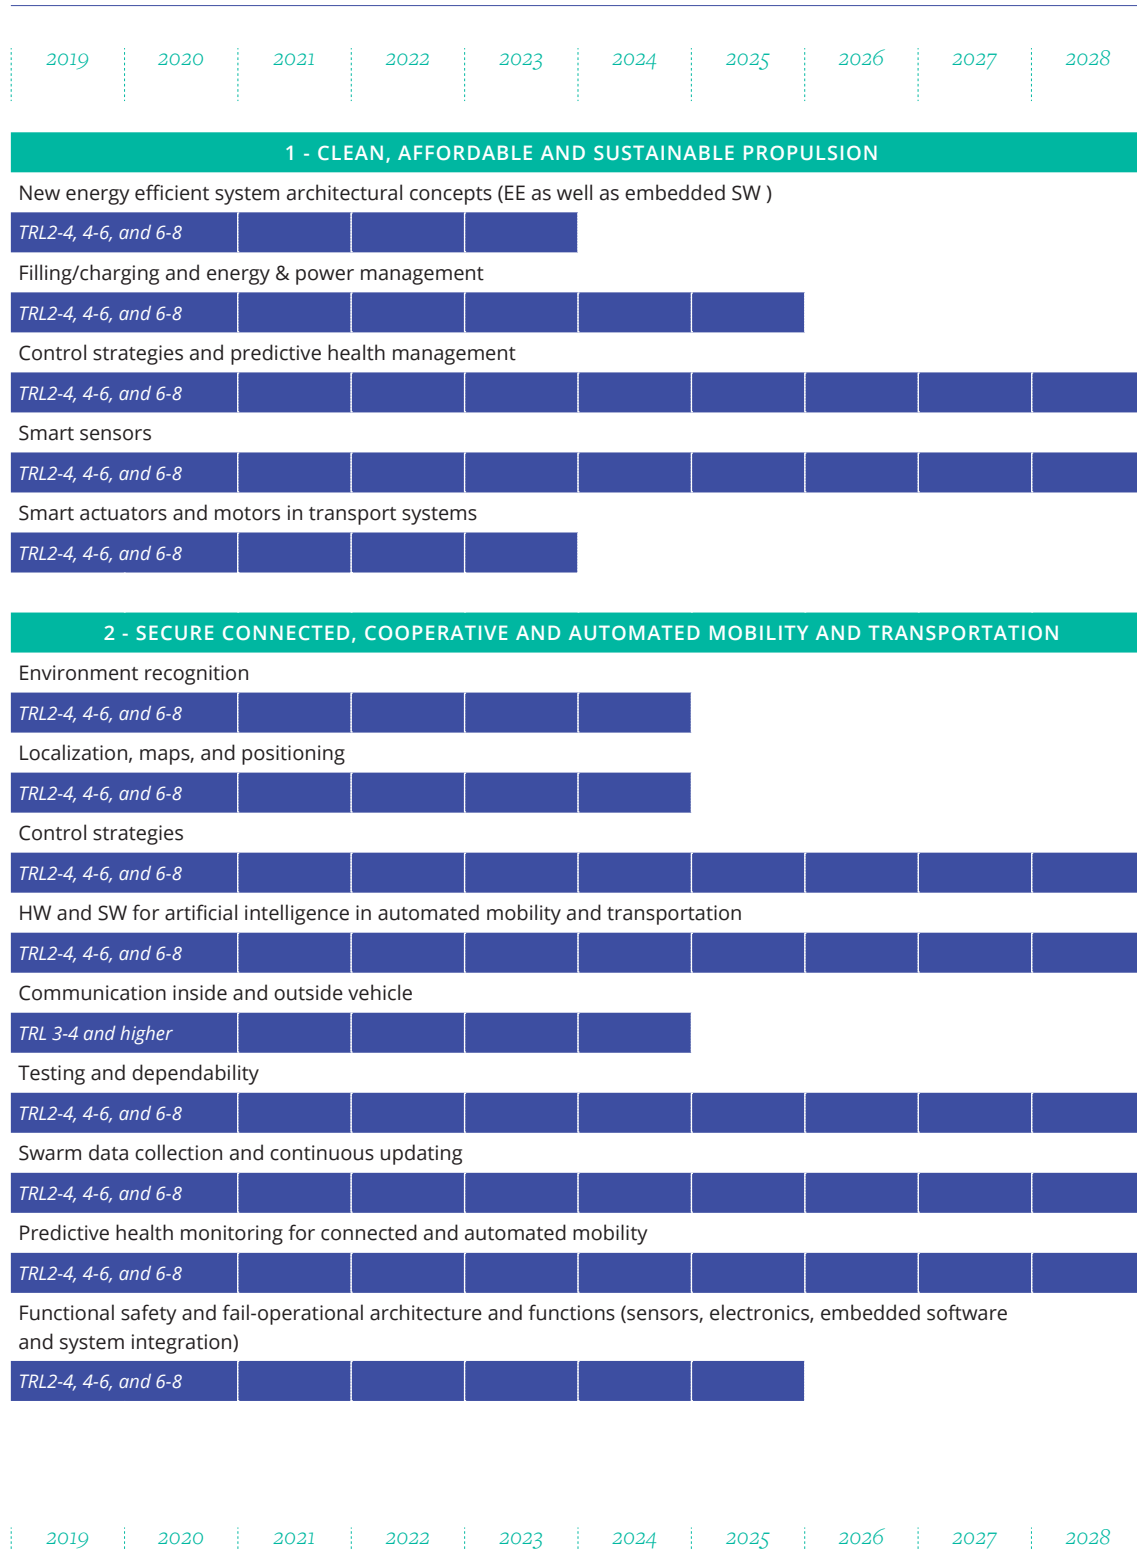 2019 2020 2021 2022 2023 2024 2025 2026 2027 2028
1 - CLEAN, AFFORDABLE AND SUSTAINABLE PROPULSION
New energy efficient system architectural concepts (EE as well as embedded SW )
TRL2-4, 4-6, and 6-8
Filling/charging and energy & power management
TRL2-4, 4-6, and 6-8
Control strategies and predictive health management
TRL2-4, 4-6, and 6-8
Smart sensors
TRL2-4, 4-6, and 6-8
Smart actuators and motors in transport systems
TRL2-4, 4-6, and 6-8
2 - SECURE CONNECTED, COOPERATIVE AND AUTOMATED MOBILITY AND TRANSPORTATION
Environment recognition
TRL2-4, 4-6, and 6-8
Localization, maps, and positioning
TRL2-4, 4-6, and 6-8
Control strategies
TRL2-4, 4-6, and 6-8
HW and SW for artificial intelligence in automated mobility and transportation
TRL2-4, 4-6, and 6-8
Communication inside and outside vehicle
TRL 3-4 and higher
Testing and dependability
TRL2-4, 4-6, and 6-8
Swarm data collection and continuous updating
TRL2-4, 4-6, and 6-8
Predictive health monitoring for connected and automated mobility
TRL2-4, 4-6, and 6-8
Functional safety and fail-operational architecture and functions (sensors, electronics, embedded software
and system integration)
TRL2-4, 4-6, and 6-8
2019 2020 2021 2022 2023 2024 2025 2026 2027 2028